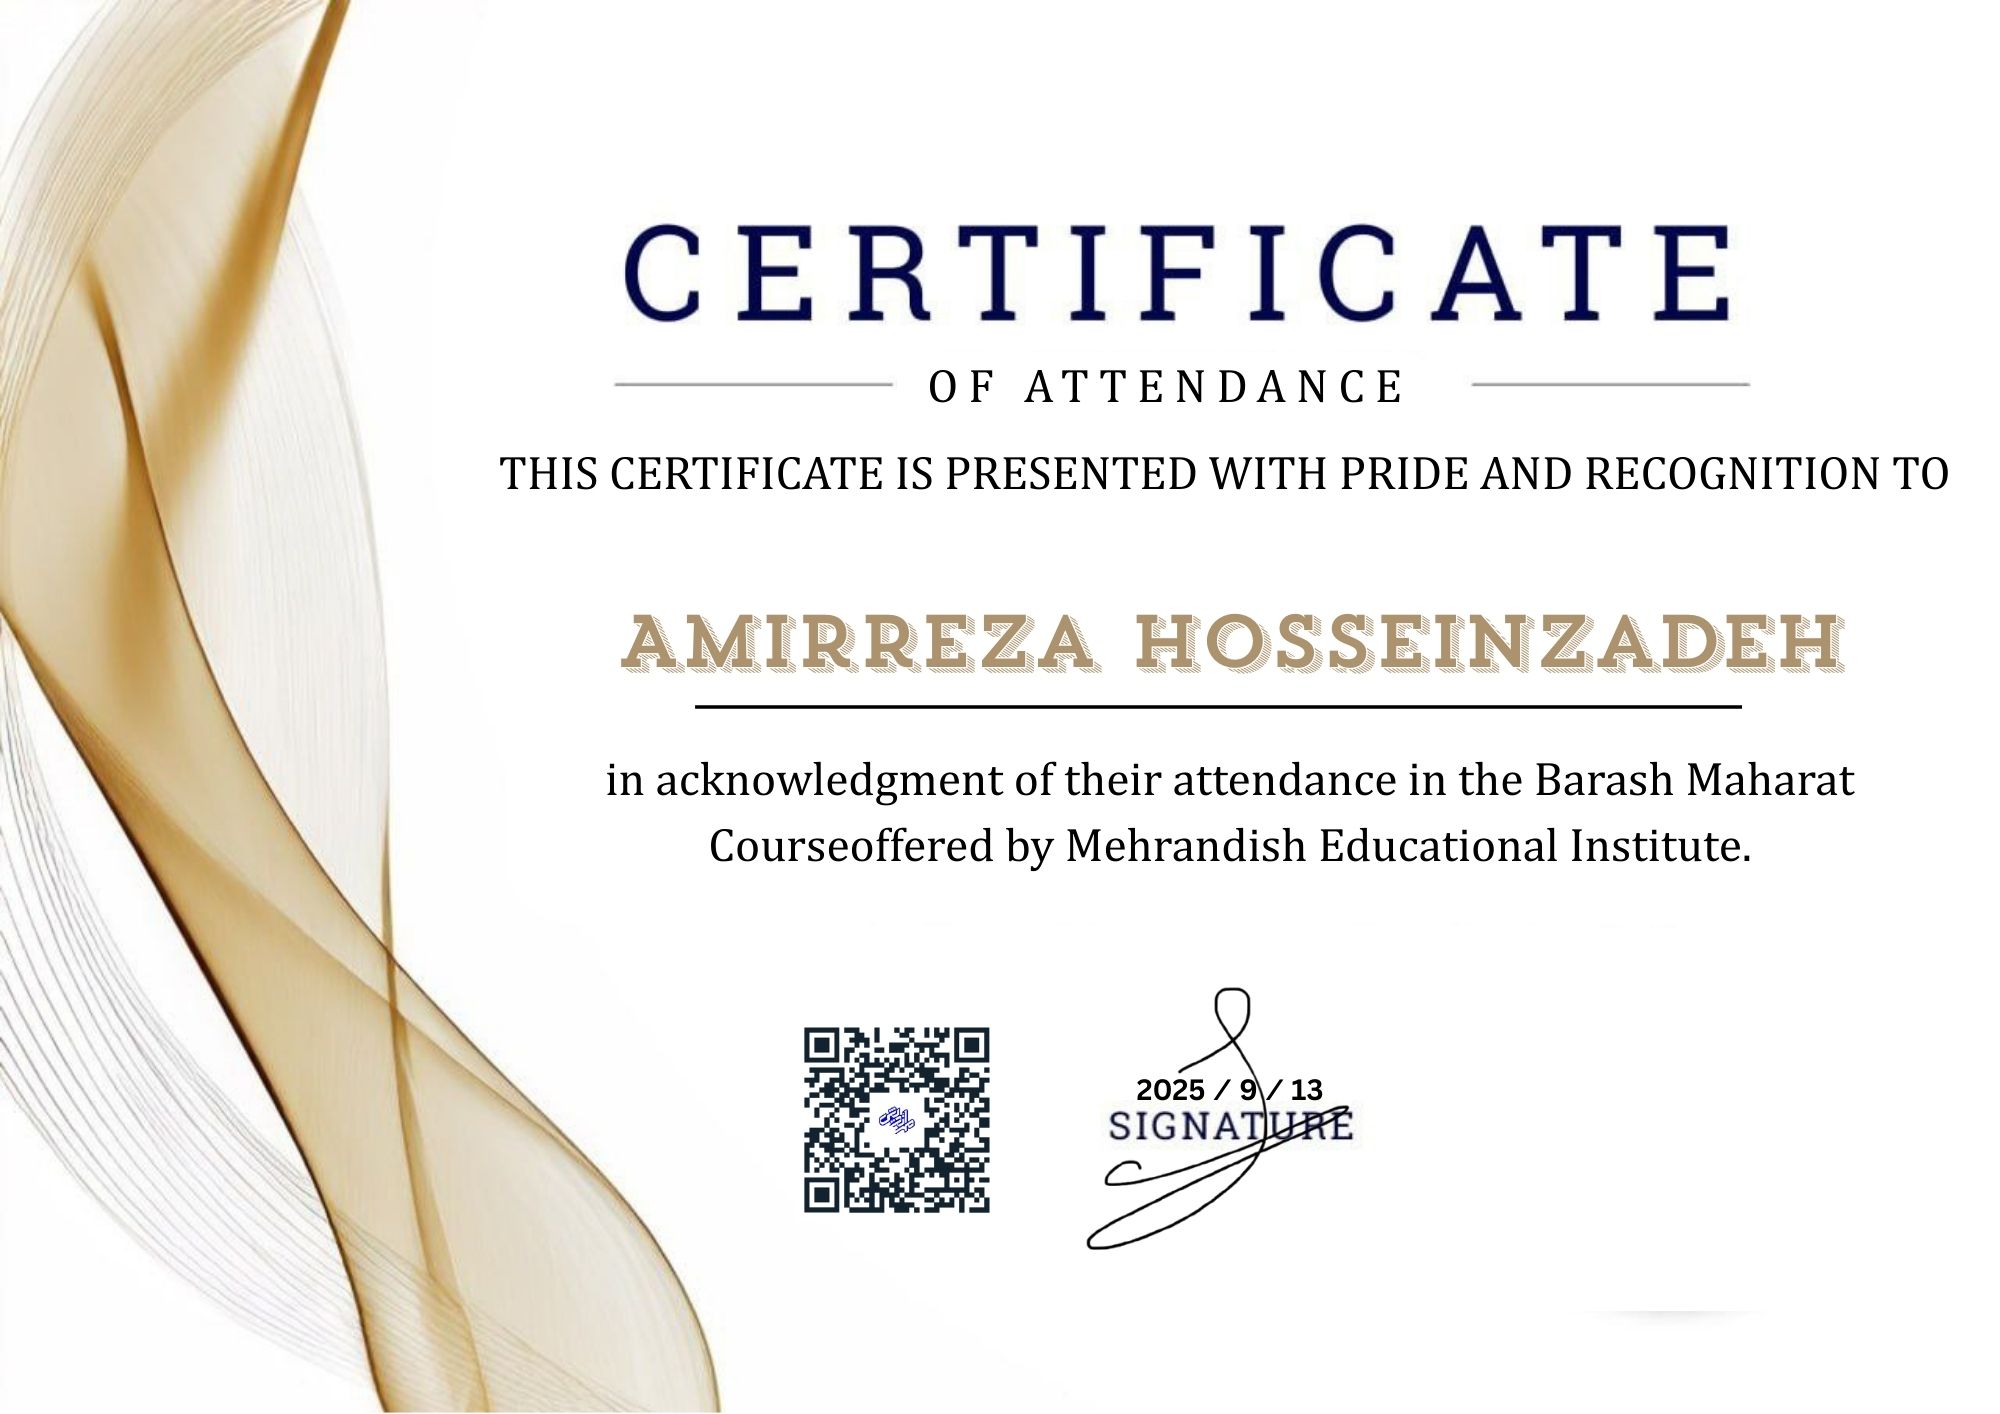 CERTIFICATE
OF ATTENDANCE
THIS CERTIFICATE IS PRESENTED WITH PRIDE AND RECOGNITION TO
AMIRREZA HOSSEINZADEH
in acknowledgment of their attendance in the Barash Maharat
Courseoffered by Mehrandish Educational Institute.
2025 / 9 / 13
SIGNATURE